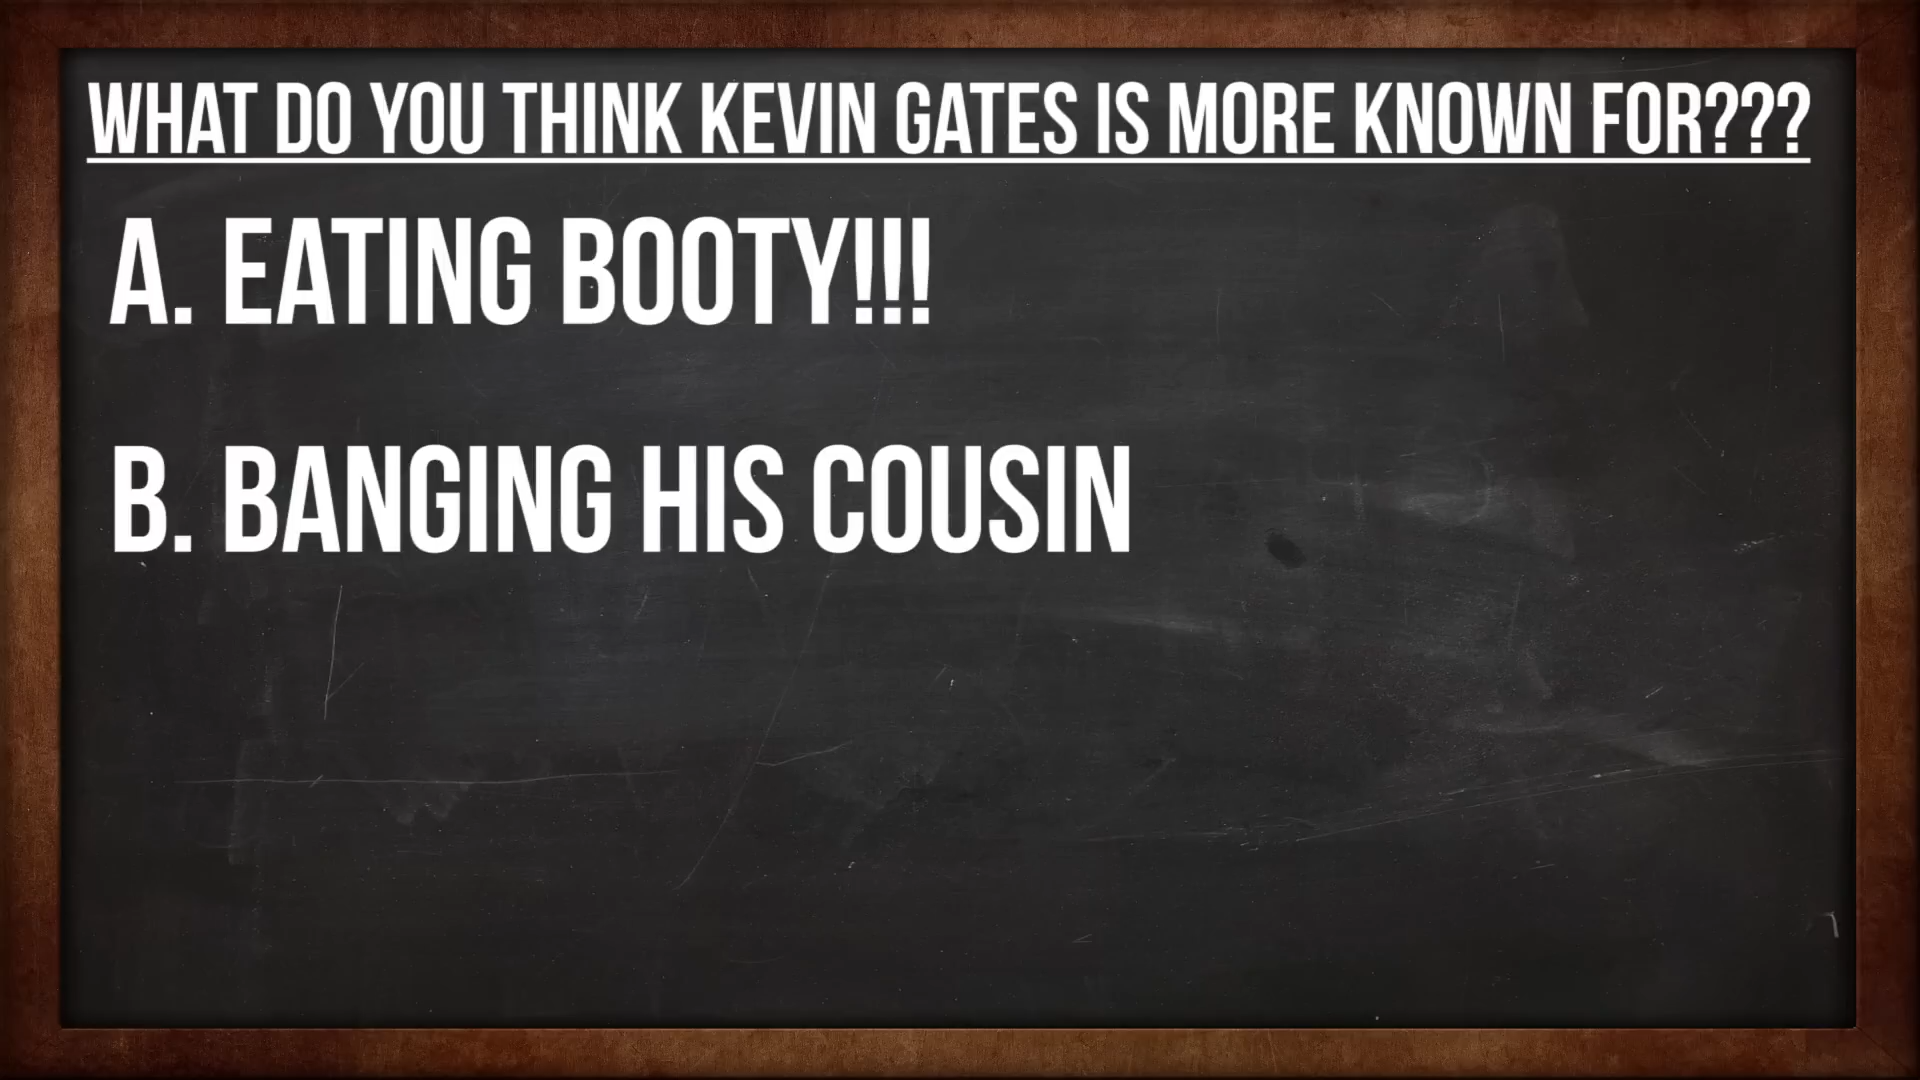 WHAT DO YOU THINK KEVIN GATES IS MORE KNOWN FOR???
A. EATING BOOTY!!!
B. BANGING HIS COUSIN